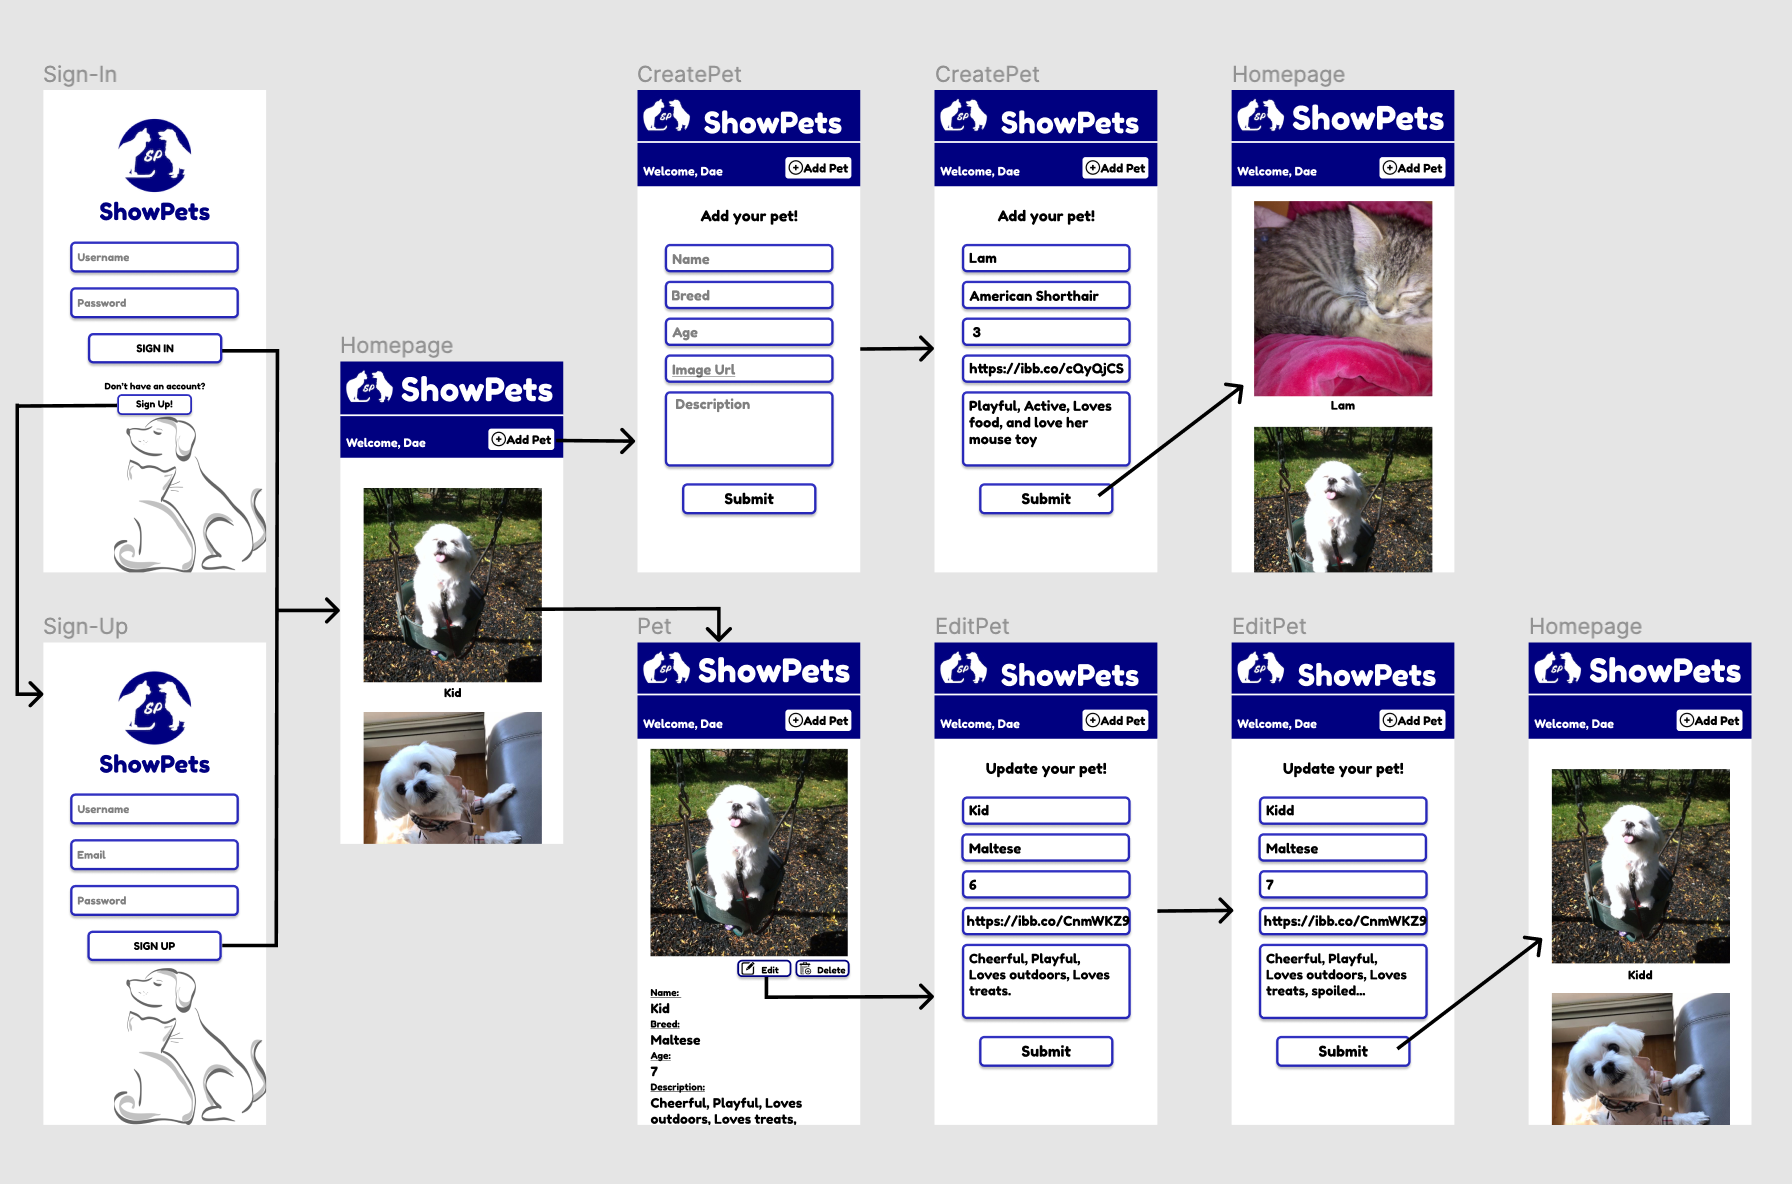 Sign-In
SP
ShowPets
Username
Password
SIGN IN
Don't have an account?
Sign Up!
Sign-Up
SP
ShowPets
Username
Email
Password
SIGN UP
Homepage
SP
ShowPets
Welcome, Dae
Add Pet
Kid
CreatePet
SP
ShowPets
Welcome, Dae
Add Pet
Add your pet!
Name
Breed
Age
Image Url
Description
Submit
CreatePet
SP
ShowPets
Welcome, Dae
Add Pet
Add your pet!
Lam
American Shorthair
3
https://ibb.co/cQyQjCS
Playful, Active, Loves
food, and love her
mouse toy
Submit
Homepage
SP
ShowPets
Welcome, Dae
Add Pet
Lam
Pet
SP
ShowPets
Welcome, Dae
Add Pet
Edit
Delete
Name:
Kid
Breed:
Maltese
Age:
7
Description:
Cheerful, Playful, Loves
outdoors, Loves treats,
EditPet
SP
ShowPets
Welcome, Dae
Add Pet
Update your pet!
Kid
Maltese
6
https://ibb.co/CnmWKZ9
Cheerful, Playful,
Loves outdoors, Loves
treats.
Submit
EditPet
SP
ShowPets
Welcome, Dae
Add Pet
Update your pet!
Kidd
Maltese
7
https://ibb.co/CnmWKZ9
Cheerful, Playful,
Loves outdoors, Loves
treats, spoiled...
Submit
Homepage
SP
ShowPets
Welcome, Dae
Add Pet
Kidd